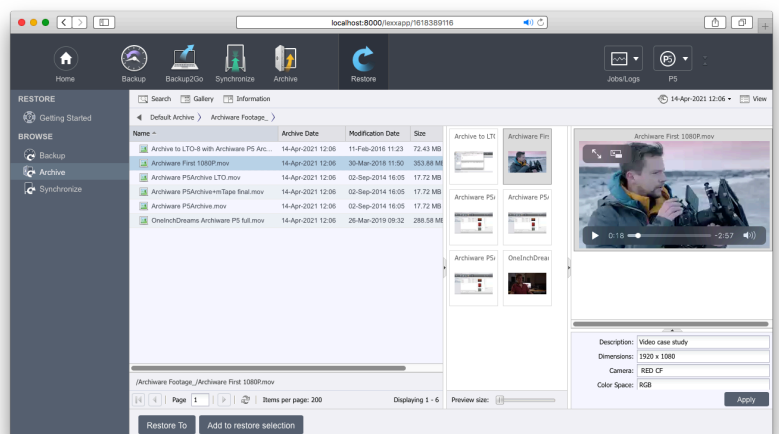 localhost:8000/lexxapp/1618389116
Home
Backup
Backup2Go
Synchronize
Archive
Restore
Jobs/Logs
P5
P5
RESTORE
Getting Started
BROWSE
Backup
Archive
Synchronize
Search
Gallery
Information
14-Apr-2021 12:06
View
Default Archive
Archiware Footage_
Name
Archive Date
Modification Date
Size
Archive to LTO-8 with Archiware P5 Arc... 14-Apr-2021 12:06 11-Feb-2016 11:23 72.43 MB
Archiware First 1080P.mov 14-Apr-2021 12:06 30-Mar-2018 11:50 353.88 MB
Archiware P5Archive LTO.mov 14-Apr-2021 12:06 02-Sep-2014 16:05 17.72 MB
Archiware P5Archive+mTape final.mov 14-Apr-2021 12:06 02-Sep-2014 16:05 17.72 MB
Archiware P5Archive.mov 14-Apr-2021 12:06 02-Sep-2014 16:05 17.72 MB
OneInchDreams Archiware P5 full.mov 14-Apr-2021 12:06 26-Mar-2019 09:32 288.58 MB
/Archiware Footage_/Archiware First 1080P.mov
Page 1
Items per page: 200
Displaying 1 - 6
Archive to LTO
Archiware Firs
Archiware P5A
Archiware P5A
Archiware P5A
OneInchDrear
Preview size:
Archiware First 1080P.mov
0:18
-2:57
Description: Video case study
Dimensions: 1920 x 1080
Camera: RED CF
Color Space: RGB
Apply
Restore To
Add to restore selection